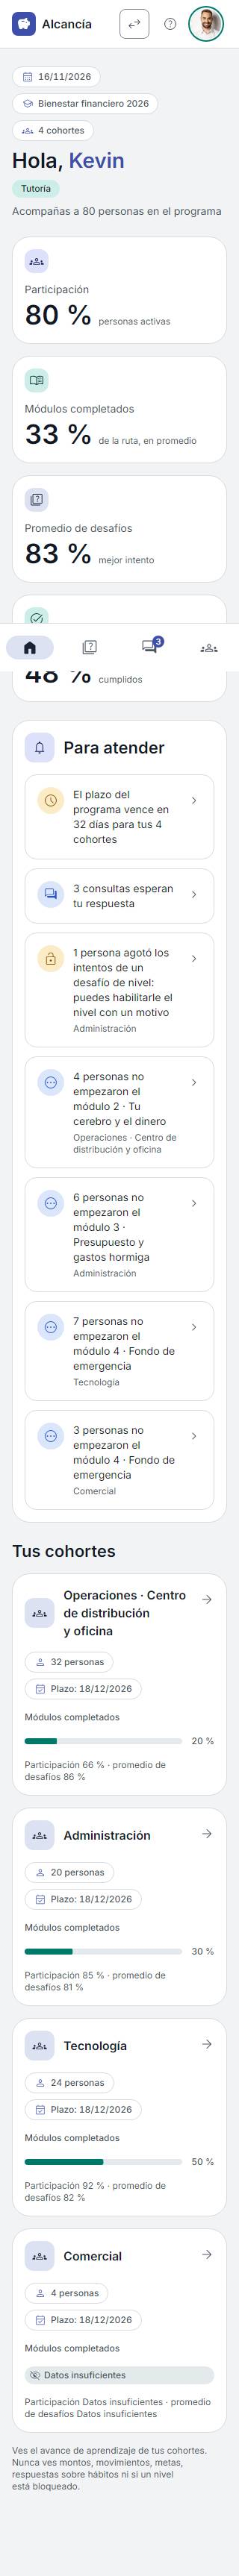 Alcancía
16/11/2026
Bienestar financiero 2026
4 cohortes
Hola, Kevin
Tutoría
Acompañas a 80 personas en el programa
Participación
80 % personas activas
Módulos completados
33 % de la ruta, en promedio
Promedio de desafíos
83 % mejor intento
3
48 % cumplidos
Para atender
El plazo del
programa vence en
32 días para tus 4
cohortes
3 consultas esperan
tu respuesta
1 persona agotó los
intentos de un
desafío de nivel:
puedes habilitarle el
nivel con un motivo
Administración
4 personas no
empezaron el
módulo 2 · Tu
cerebro y el dinero
Operaciones · Centro de
distribución y oficina
6 personas no
empezaron el
módulo 3 ·
Presupuesto y
gastos hormiga
Administración
7 personas no
empezaron el
módulo 4 · Fondo de
emergencia
Tecnología
3 personas no
empezaron el
módulo 4 · Fondo de
emergencia
Comercial
Tus cohortes
Operaciones · Centro
de distribución
y oficina
32 personas
Plazo: 18/12/2026
Módulos completados
20 %
Participación 66 % · promedio de
desafíos 86 %
Administración
20 personas
Plazo: 18/12/2026
Módulos completados
30 %
Participación 85 % · promedio de
desafíos 81 %
Tecnología
24 personas
Plazo: 18/12/2026
Módulos completados
50 %
Participación 92 % · promedio de
desafíos 82 %
Comercial
4 personas
Plazo: 18/12/2026
Módulos completados
Datos insuficientes
Participación Datos insuficientes · promedio
de desafíos Datos insuficientes
Ves el avance de aprendizaje de tus cohortes.
Nunca ves montos, movimientos, metas,
respuestas sobre hábitos ni si un nivel
está bloqueado.